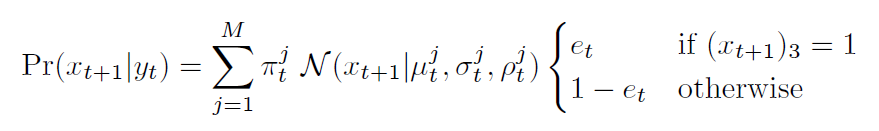 $$\Pr(x_{t+1}|y_t) = \sum_{j=1}^{M} \pi_t^j \, \mathcal{N}(x_{t+1}|\mu_t^j, \sigma_t^j, \rho_t^j) \begin{cases} e_t & \text{if } (x_{t+1})_3 = 1 \\ 1 - e_t & \text{otherwise} \end{cases}$$